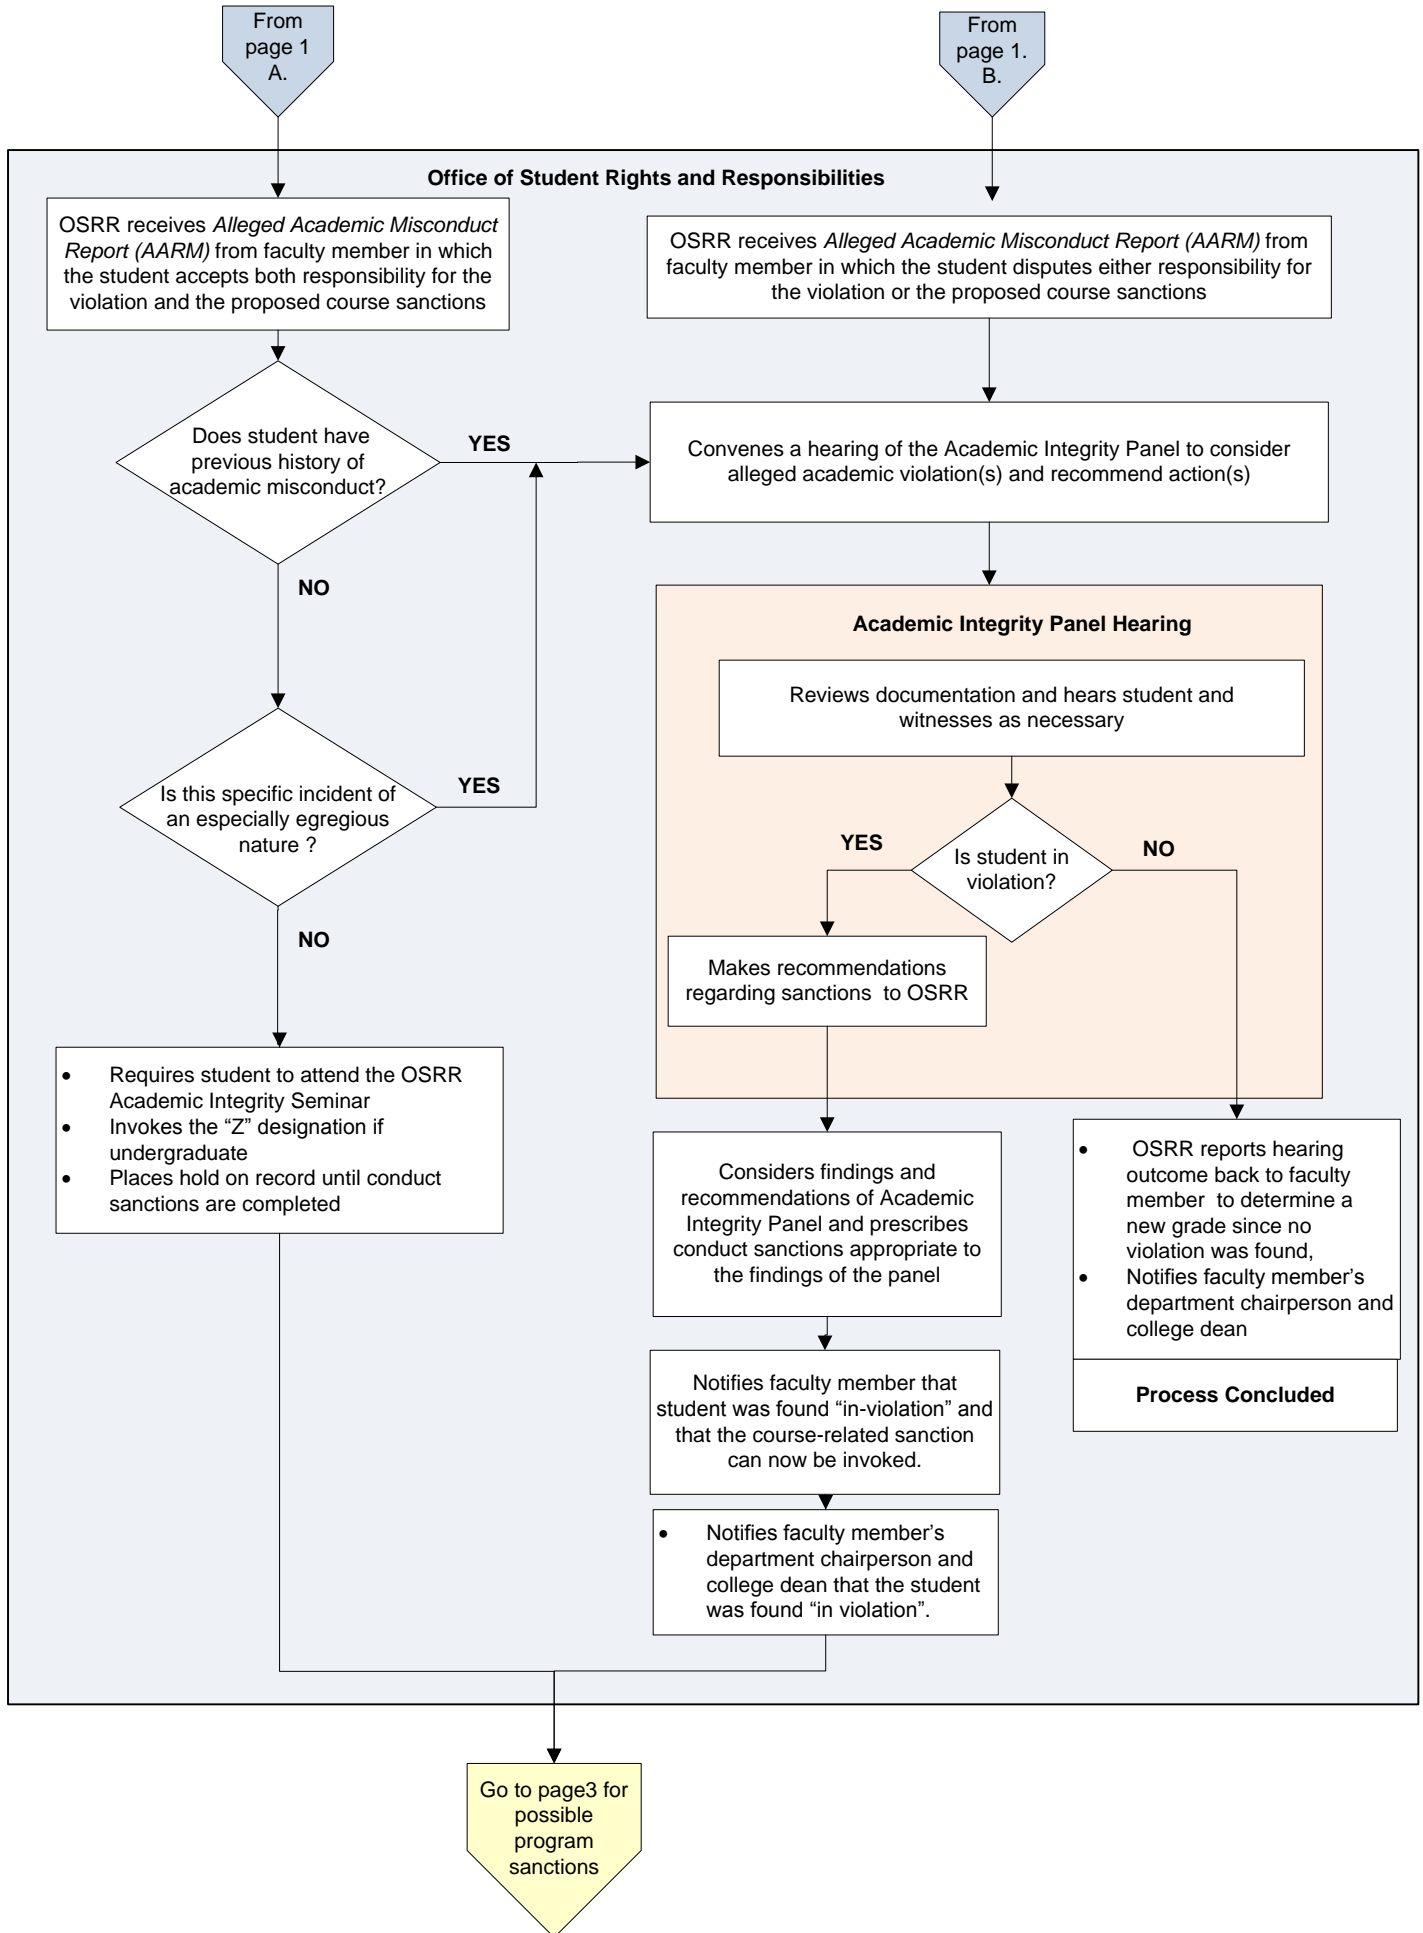 From
page 1
A.
From
page 1.
B.
Office of Student Rights and Responsibilities
OSRR receives Alleged Academic Misconduct
Report (AARM) from faculty member in which
the student accepts both responsibility for the
violation and the proposed course sanctions
OSRR receives Alleged Academic Misconduct Report (AARM) from
faculty member in which the student disputes either responsibility for
the violation or the proposed course sanctions
Does student have
previous history of
academic misconduct?
YES
Convenes a hearing of the Academic Integrity Panel to consider
alleged academic violation(s) and recommend action(s)
NO
Academic Integrity Panel Hearing
Reviews documentation and hears student and
witnesses as necessary
Is this specific incident of
an especially egregious
nature ?
YES
YES
Is student in
violation?
NO
NO
Makes recommendations
regarding sanctions  to OSRR
• Requires student to attend the OSRR
Academic Integrity Seminar
• Invokes the “Z” designation if
undergraduate
• Places hold on record until conduct
sanctions are completed
Considers findings and
recommendations of Academic
Integrity Panel and prescribes
conduct sanctions appropriate to
the findings of the panel
• OSRR reports hearing
outcome back to faculty
member  to determine a
new grade since no
violation was found,
• Notifies faculty member’s
department chairperson and
college dean
Process Concluded
Notifies faculty member that
student was found “in-violation” and
that the course-related sanction
can now be invoked.
• Notifies faculty member’s
department chairperson and
college dean that the student
was found “in violation”.
Go to page3 for
possible
program
sanctions